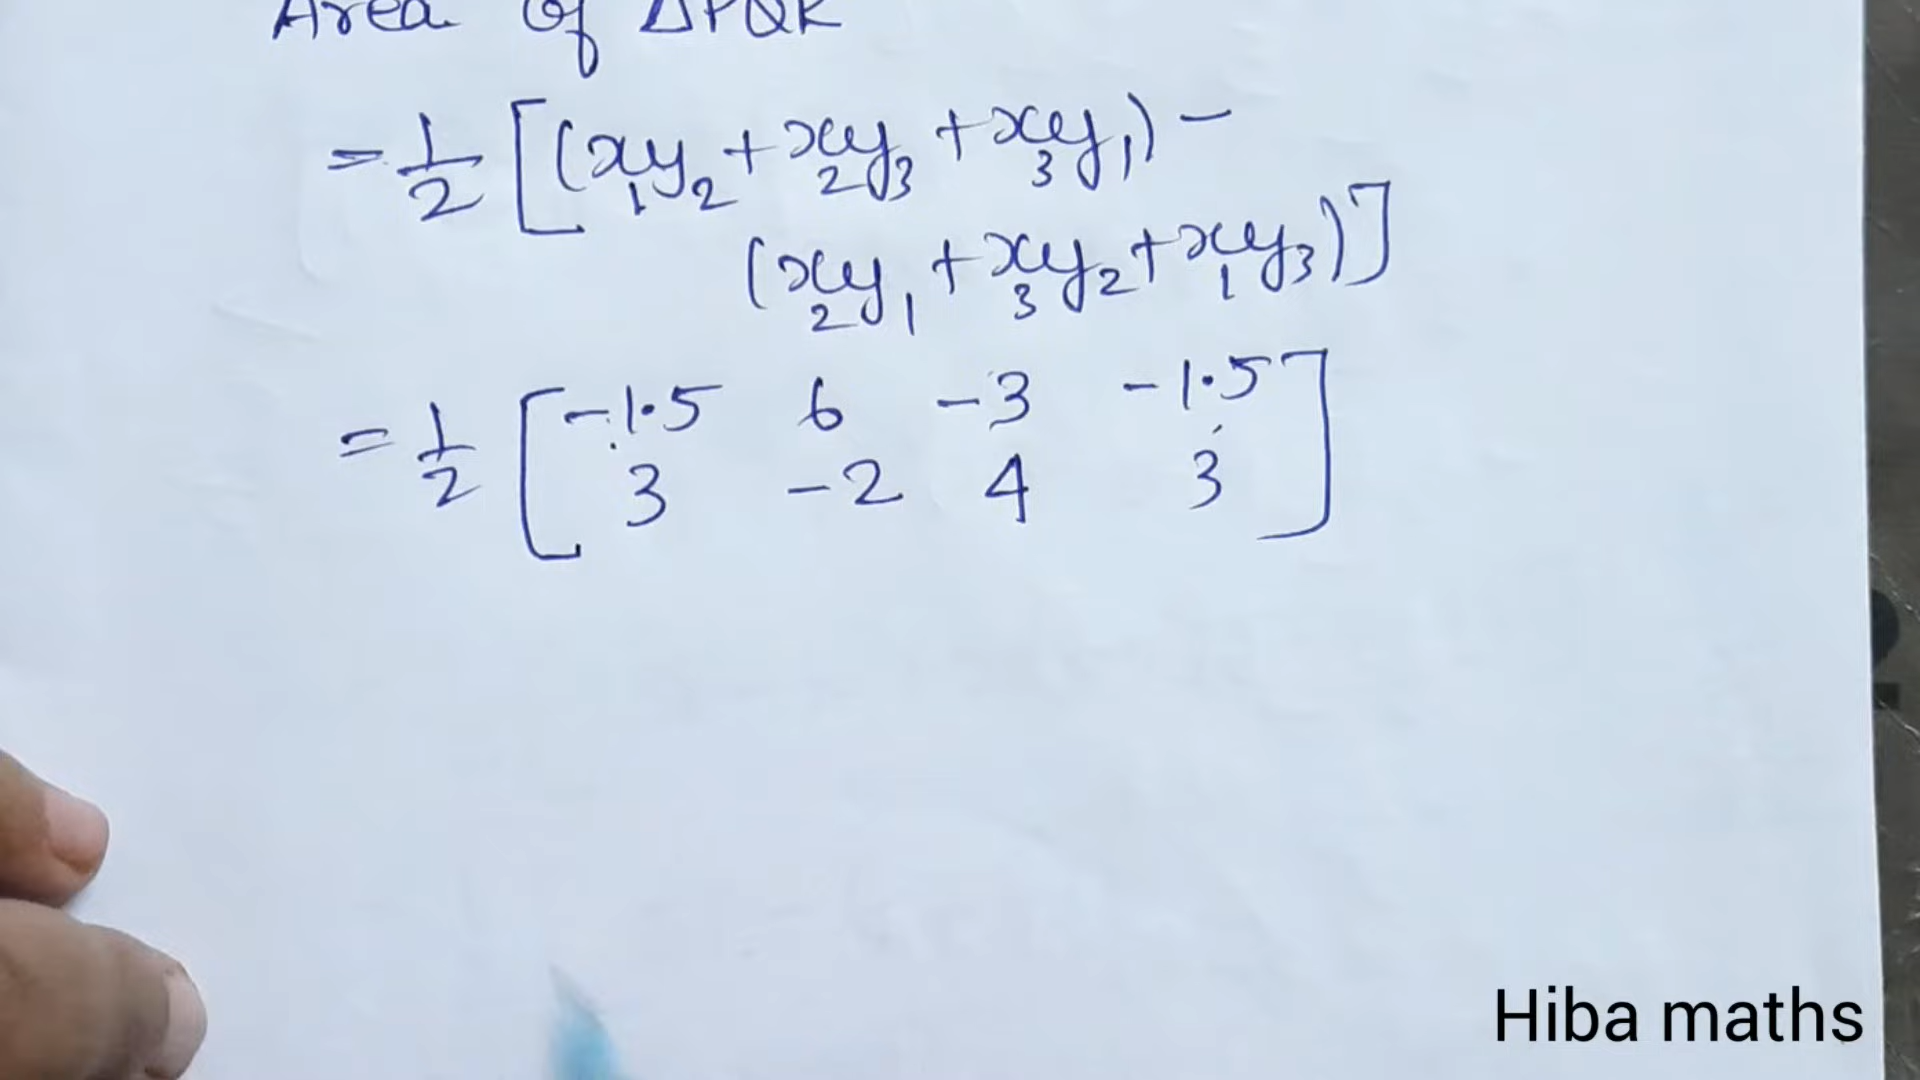 Area of ΔPQR
= 1/2 [(x₁y₂ + x₂y₃ + x₃y₁) -
(x₂y₁ + x₃y₂ + x₁y₃)]
= 1/2 [-1.5 6 -3 -1.5
3 -2 4 3]
Hiba maths